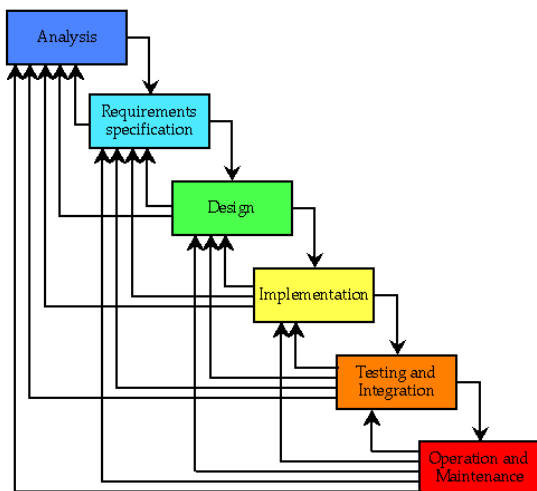 Analysis
Requirements
specification
Design
Implementation
Testing and
Integration
Operation and
Maintenance